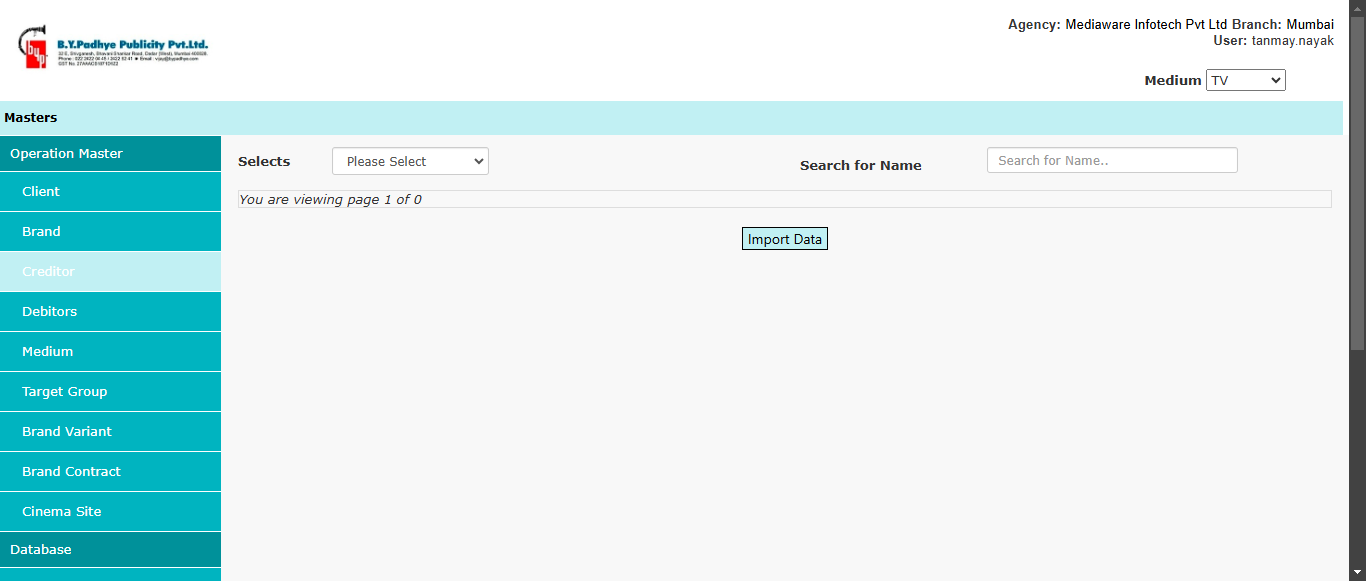 Agency: Mediaware Infotech Pvt Ltd Branch: Mumbai
User: tanmay.nayak
byp
B.Y.Padhye Publicity Pvt.Ltd.
Medium TV
Masters
Operation Master
Client
Brand
Creditor
Debitors
Medium
Target Group
Brand Variant
Brand Contract
Cinema Site
Database
Selects Please Select Search for Name Search for Name..
You are viewing page 1 of 0
Import Data